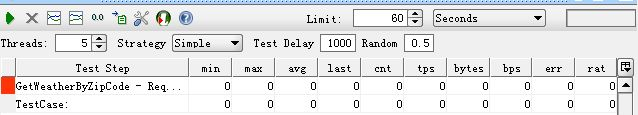 0.0 Limit: 60 Seconds
Threads: 5 Strategy Simple Test Delay 1000 Random 0.5
Test Step min max avg last cnt tps bytes bps err rat
GetWeatherByZipCode - Req... 0 0 0 0 0 0 0 0 0 0
TestCase: 0 0 0 0 0 0 0 0 0 0